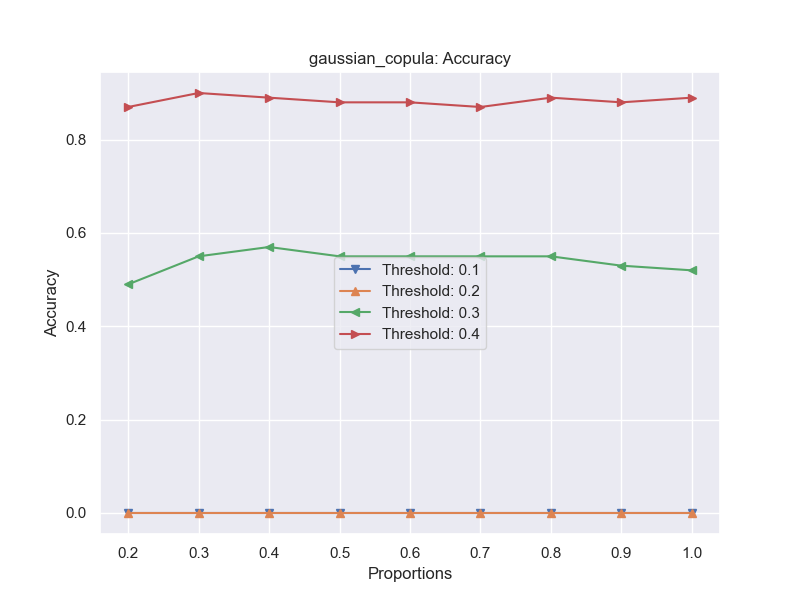 gaussian_copula: Accuracy
Accuracy
0.8
0.6
0.4
0.2
0.0
Threshold: 0.1
Threshold: 0.2
Threshold: 0.3
Threshold: 0.4
0.2 0.3 0.4 0.5 0.6 0.7 0.8 0.9 1.0
Proportions